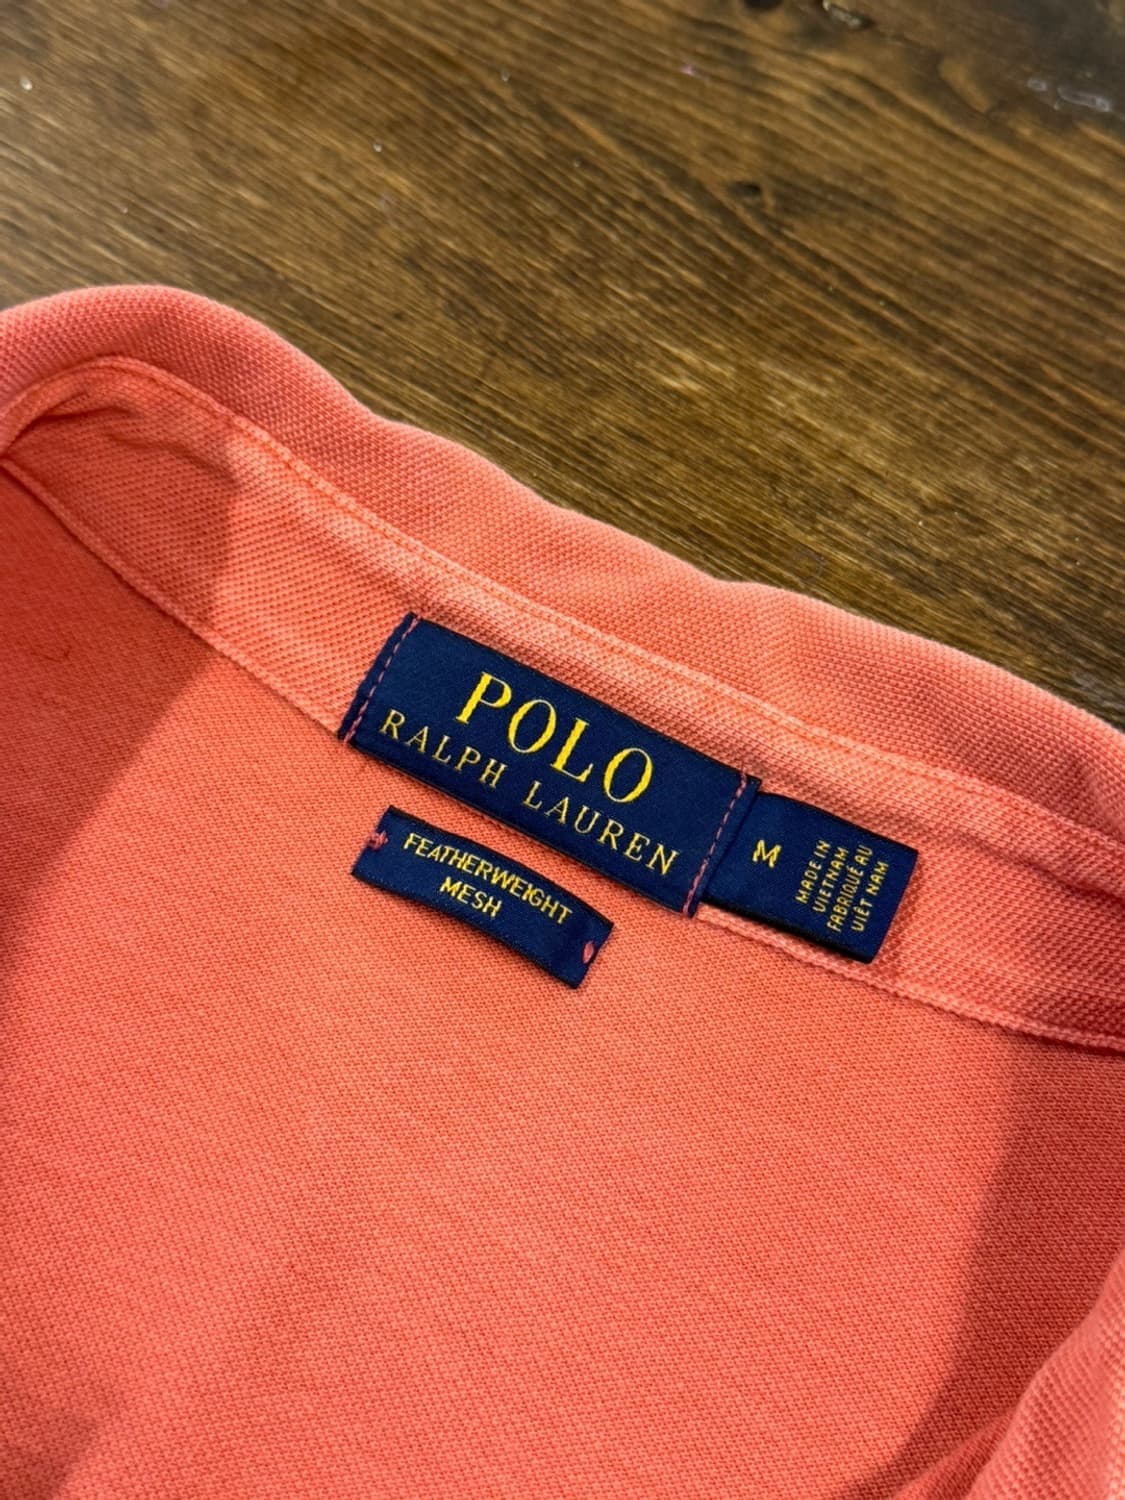 POLO
RALPH LAUREN
M
MADE IN
VIETNAM
FABRIQUÉ AU
VIÊT NAM
FEATHERWEIGHT
MESH